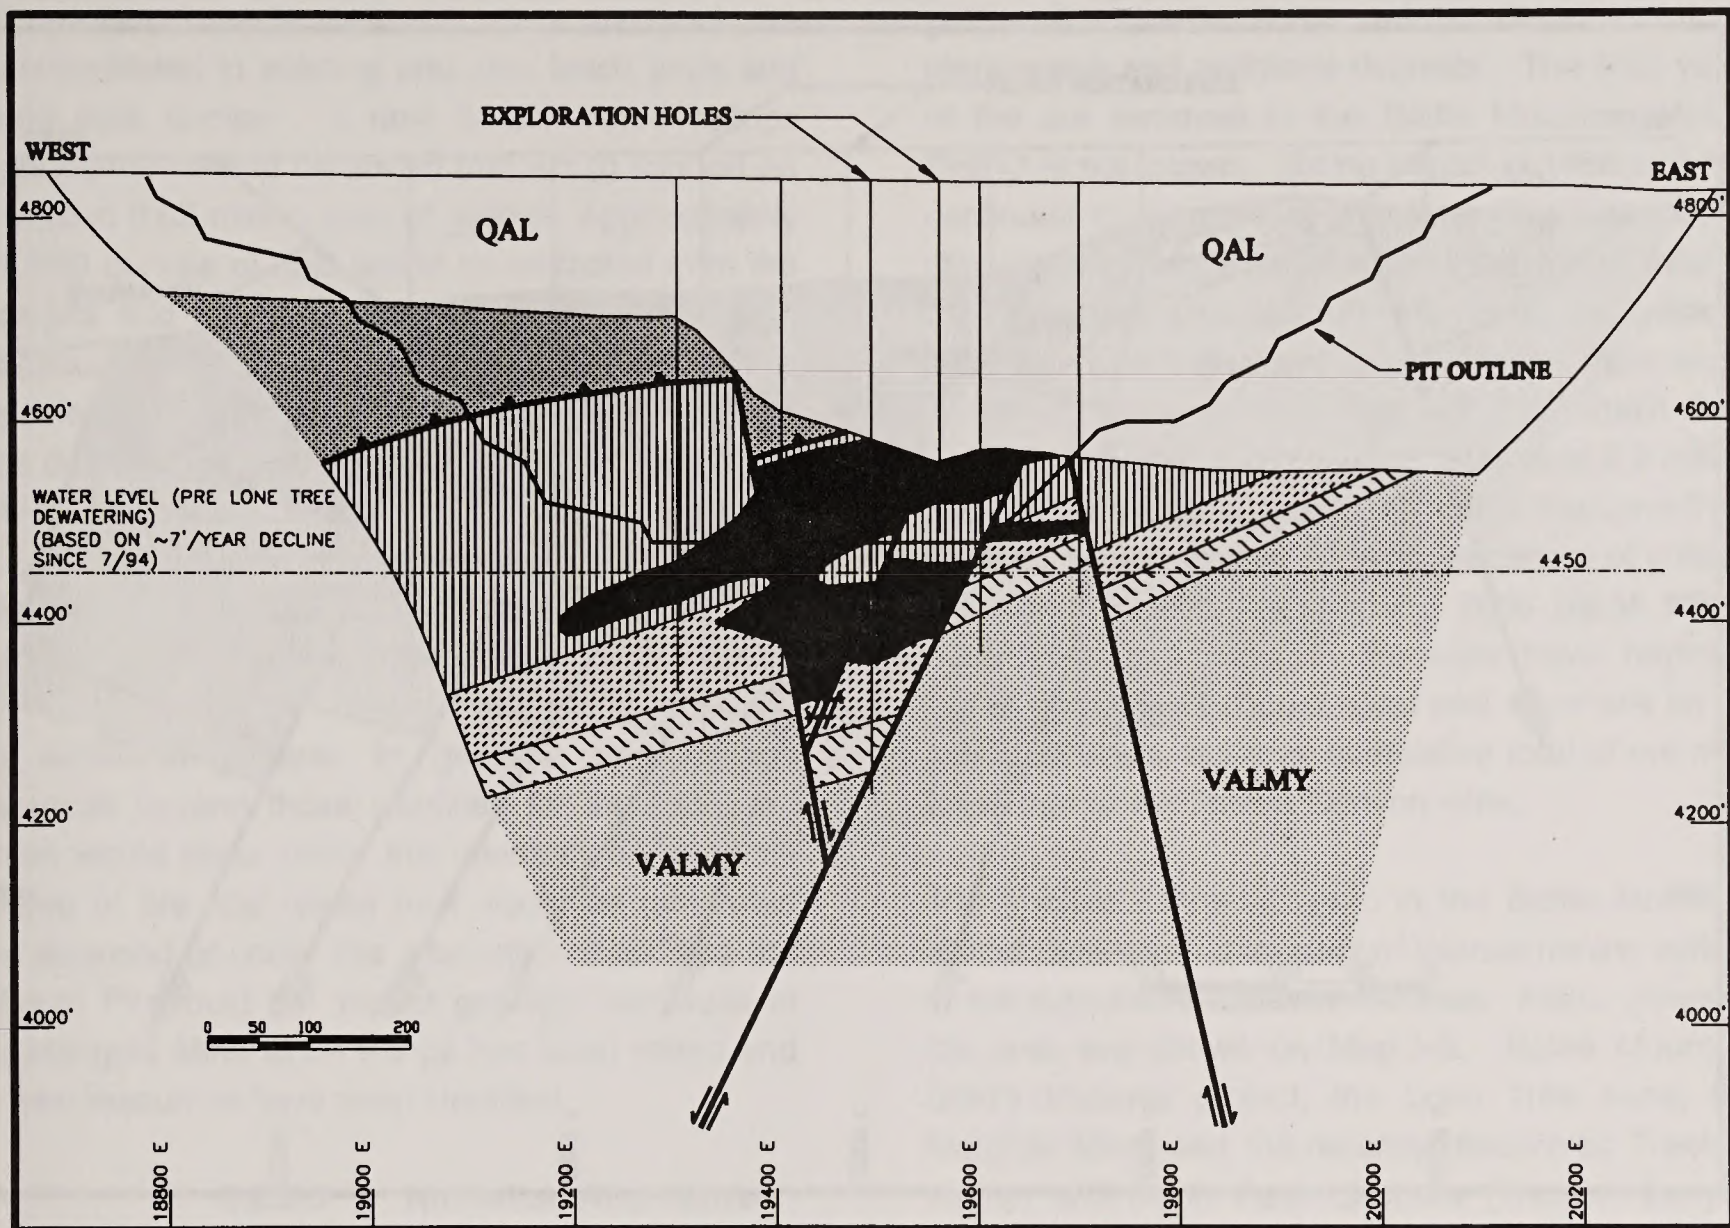 EXPLORATION HOLES
WEST
EAST
4800'
4800'
QAL
QAL
PIT OUTLINE
4600'
4600'
WATER LEVEL (PRE LONE TREE
DEWATERING)
(BASED ON ~7'/YEAR DECLINE
SINCE 7/94)
4450
4400'
4400'
VALMY
VALMY
4200'
4200'
4000'
4000'
0 50 100 200
18800 E
19000 E
19200 E
19400 E
19600 E
19800 E
20000 E
20200 E